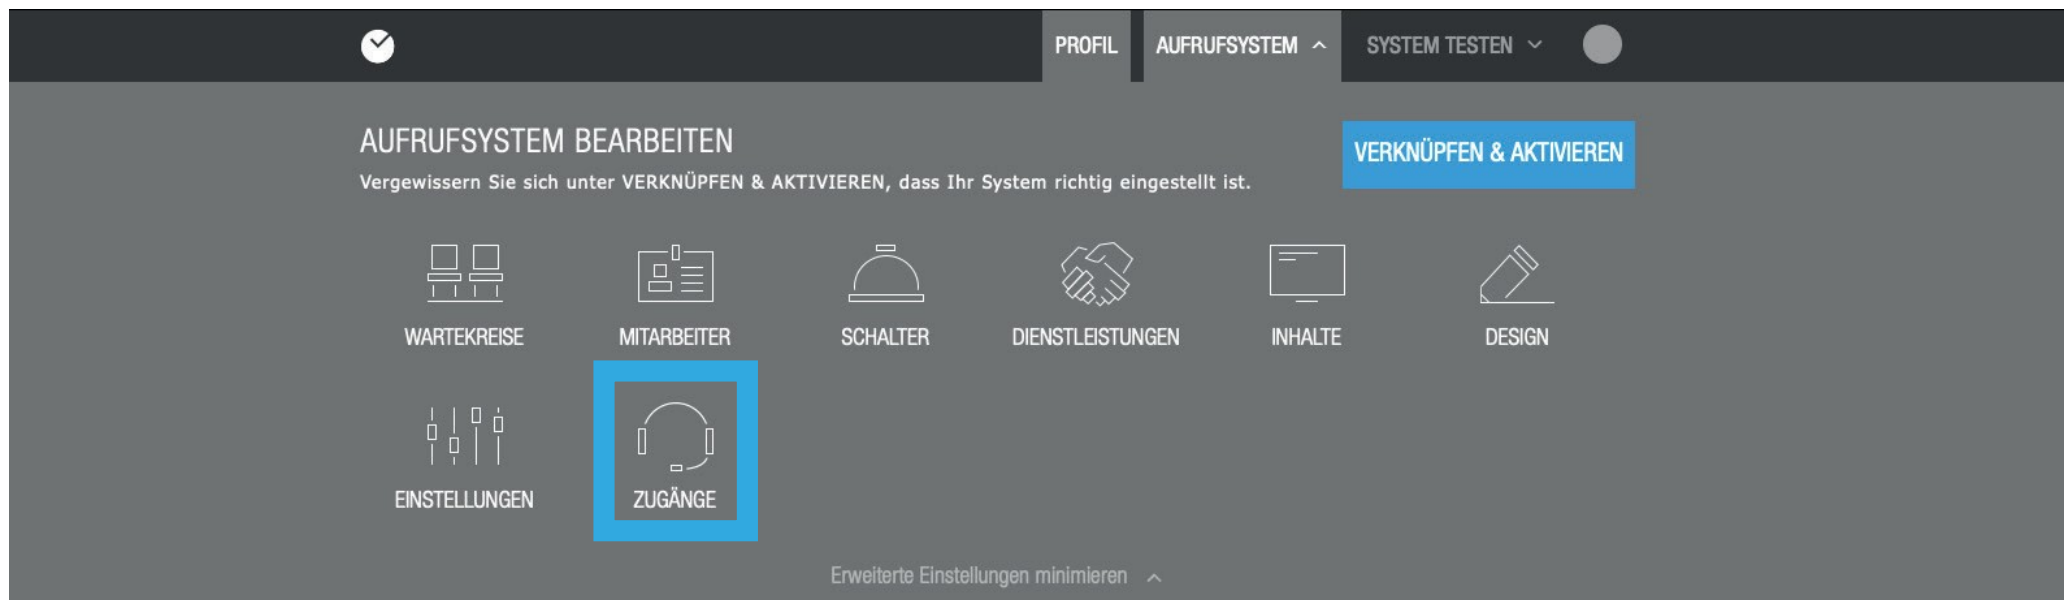 PROFIL AUFRUFSYSTEM SYSTEM TESTEN
AUFRUFSYSTEM BEARBEITEN
VERKNÜPFEN & AKTIVIEREN
Vergewissern Sie sich unter VERKNÜPFEN & AKTIVIEREN, dass Ihr System richtig eingestellt ist.
WARTEKREISE MITARBEITER SCHALTER DIENSTLEISTUNGEN INHALTE DESIGN
EINSTELLUNGEN ZUGÄNGE
Erweiterte Einstellungen minimieren